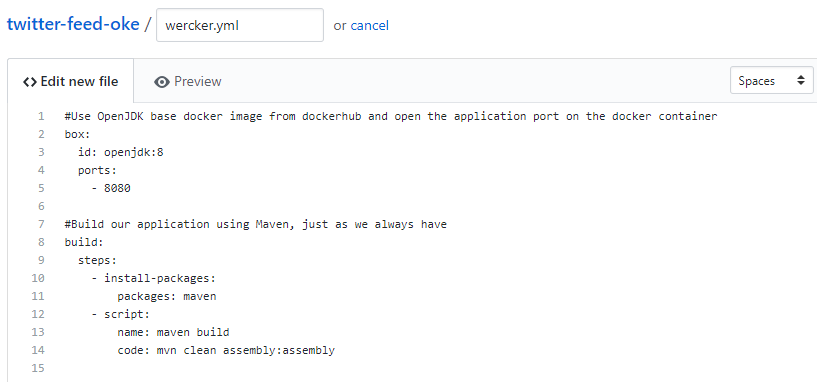 twitter-feed-oke / wercker.yml or cancel
<> Edit new file Preview Spaces
1 #Use OpenJDK base docker image from dockerhub and open the application port on the docker container
2 box:
3   id: openjdk:8
4   ports:
5     - 8080
6
7 #Build our application using Maven, just as we always have
8 build:
9   steps:
10     - install-packages:
11         packages: maven
12     - script:
13         name: maven build
14         code: mvn clean assembly:assembly
15